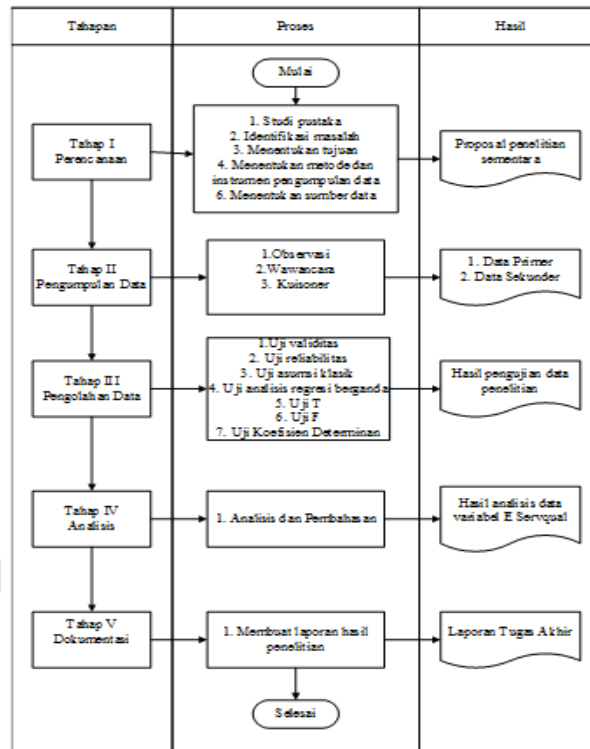 Tahapan
Proses
Hasil
Mulai
Tahap I
Perencanaan
1. Studi pustaka
2. Identifikasi masalah
3. Menentukan tujuan
4. Menentukan metode dan
instrumen pengumpulan data
6. Menentukan sumber data
Proposal penelitian
sementara
Tahap II
Pengumpulan Data
1.Observasi
2.Wawancara
3. Kuisoner
1. Data Primer
2. Data Sekunder
Tahap III
Pengolahan Data
1.Uji validitas
2. Uji reliabilitas
3. Uji asumsi klasik
4. Uji analisis regresi berganda
5. Uji T
6. Uji F
7. Uji Koefisien Determinan
Hasil pengujian data
penelitian
Tahap IV
Analisis
1. Analisis dan Pembahasan
Hasil analisis data
variabel E Servqual
Tahap V
Dokumentasi
1. Membuat laporan hasil
penelitian
Laporan Tugas Akhir
Selesai